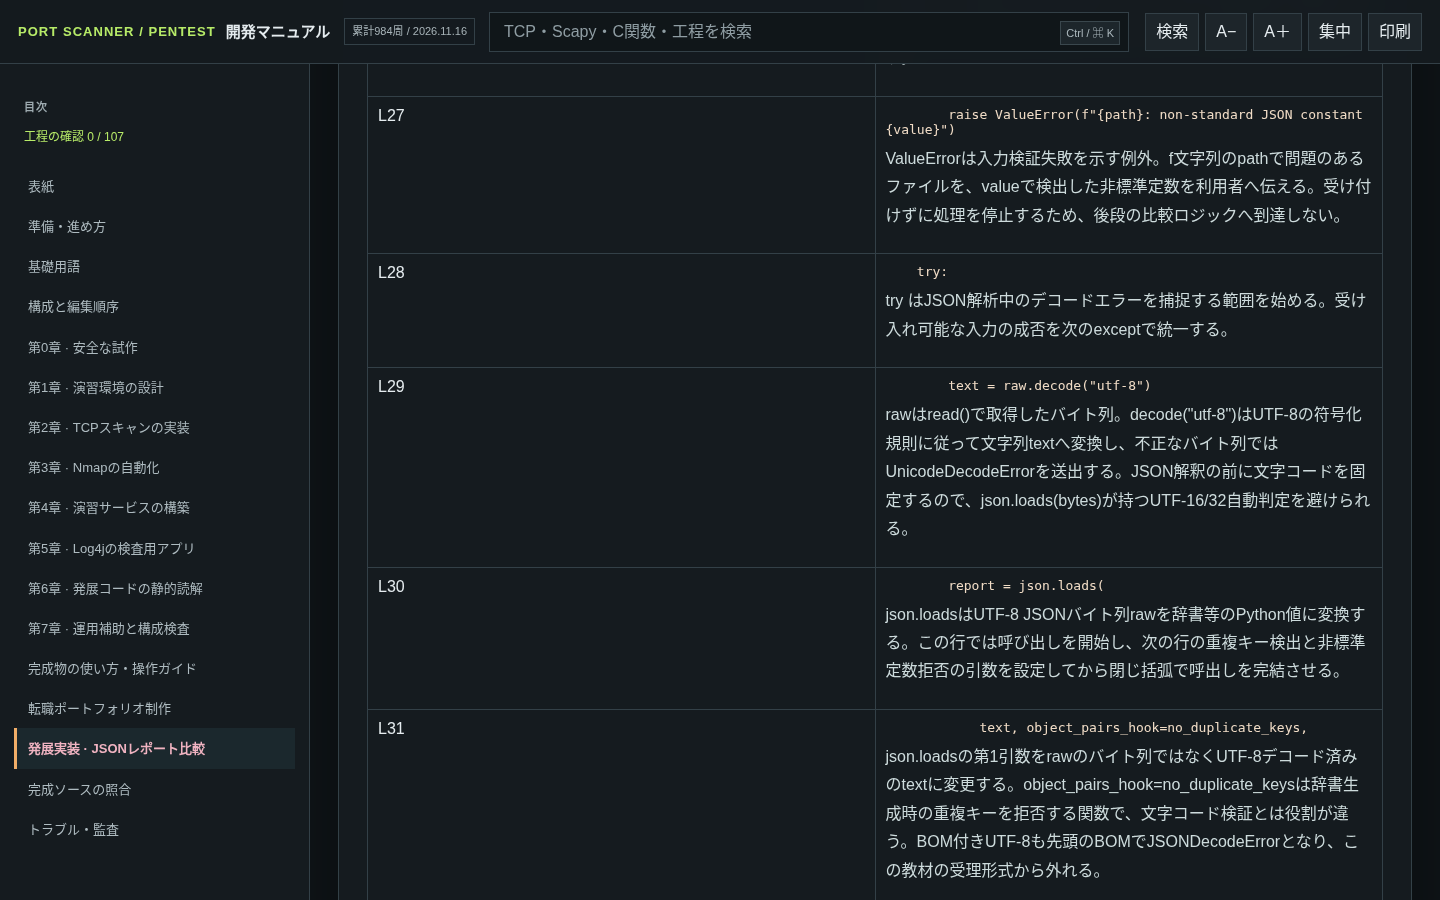 PORT SCANNER / PENTEST 開発マニュアル
累計984周 / 2026.11.16
TCP・Scapy・C関数・工程を検索
Ctrl / ⌘ K
検索
A−
A＋
集中
印刷
目次
工程の確認 0 / 107
表紙
準備・進め方
基礎用語
構成と編集順序
第0章 · 安全な試作
第1章 · 演習環境の設計
第2章 · TCPスキャンの実装
第3章 · Nmapの自動化
第4章 · 演習サービスの構築
第5章 · Log4jの検査用アプリ
第6章 · 発展コードの静的読解
第7章 · 運用補助と構成検査
完成物の使い方・操作ガイド
転職ポートフォリオ制作
発展実装 · JSONレポート比較
完成ソースの照合
トラブル・監査
L27
raise ValueError(f"{path}: non-standard JSON constant
{value}")
ValueErrorは入力検証失敗を示す例外。f文字列のpathで問題のある
ファイルを、valueで検出した非標準定数を利用者へ伝える。受け付
けずに処理を停止するため、後段の比較ロジックへ到達しない。
L28
try:
try はJSON解析中のデコードエラーを捕捉する範囲を始める。受け
入れ可能な入力の成否を次のexceptで統一する。
L29
text = raw.decode("utf-8")
rawはread()で取得したバイト列。decode("utf-8")はUTF-8の符号化
規則に従って文字列textへ変換し、不正なバイト列では
UnicodeDecodeErrorを送出する。JSON解釈の前に文字コードを固
定するので、json.loads(bytes)が持つUTF-16/32自動判定を避けられ
る。
L30
report = json.loads(
json.loadsはUTF-8 JSONバイト列rawを辞書等のPython値に変換す
る。この行では呼び出しを開始し、次の行の重複キー検出と非標準
定数拒否の引数を設定してから閉じ括弧で呼出しを完結させる。
L31
text, object_pairs_hook=no_duplicate_keys,
json.loadsの第1引数をrawのバイト列ではなくUTF-8デコード済み
のtextに変更する。object_pairs_hook=no_duplicate_keysは辞書生
成時の重複キーを拒否する関数で、文字コード検証とは役割が違
う。BOM付きUTF-8も先頭のBOMでJSONDecodeErrorとなり、こ
の教材の受理形式から外れる。